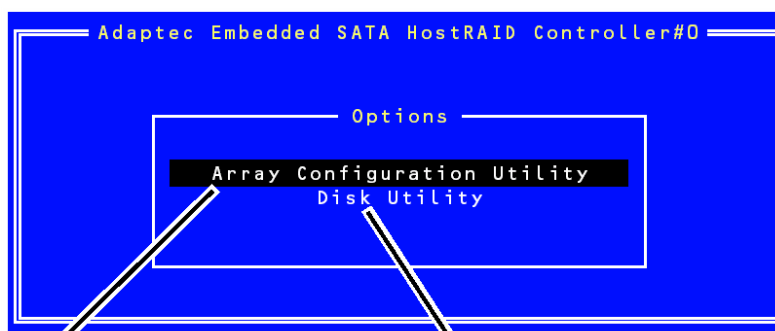 Adaptec Embedded SATA HostRAID Controller#0
Options
Array Configuration Utility
Disk Utility